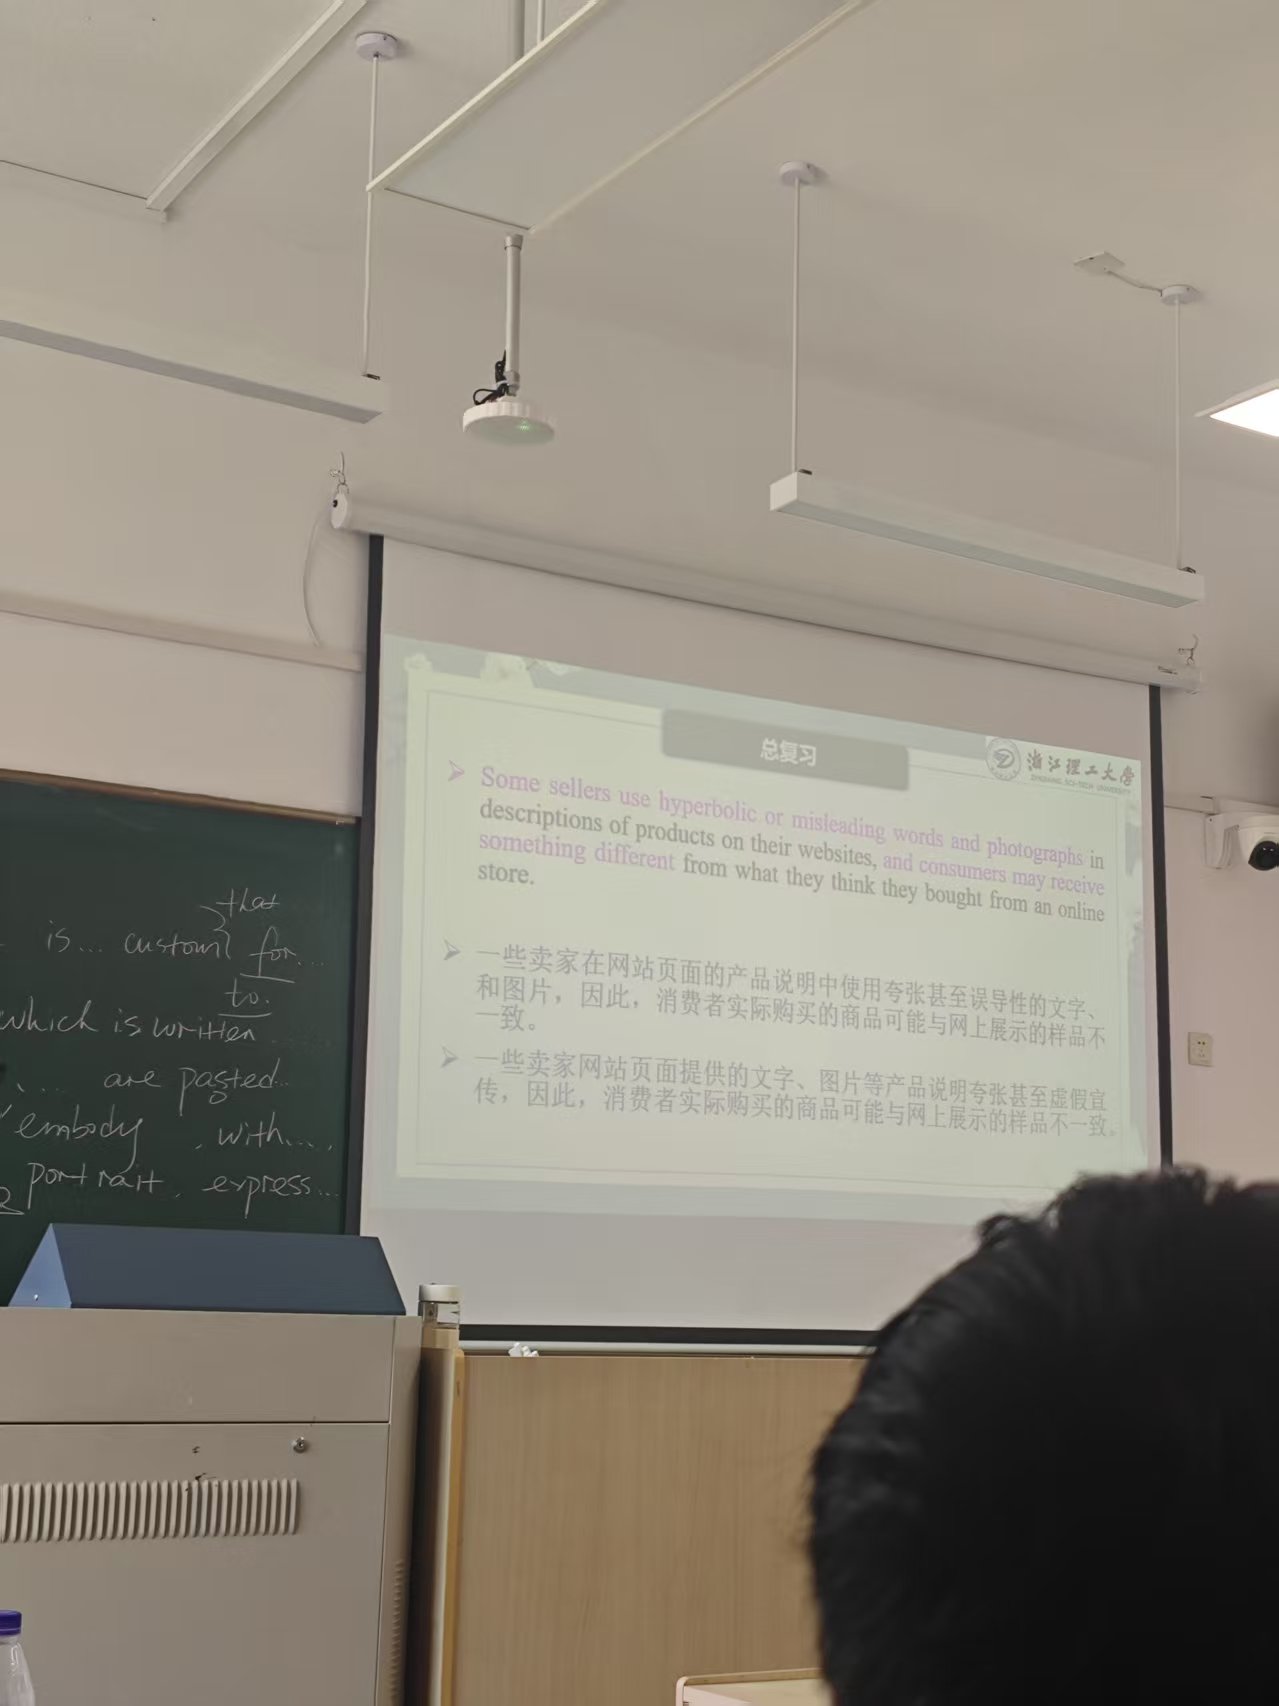 总复习
浙江理工大学
ZHEJIANG SCI-TECH UNIVERSITY
Some sellers use hyperbolic or misleading words and photographs in
descriptions of products on their websites, and consumers may receive
something different from what they think they bought from an online
store.
一些卖家在网站页面的产品说明中使用夸张甚至误导性的文字、
和图片，因此，消费者实际购买的商品可能与网上展示的样品不
一致。
一些卖家网站页面提供的文字、图片等产品说明夸张甚至虚假宣
传，因此，消费者实际购买的商品可能与网上展示的样品不一致。
that
is... custom for...
to.
which is written
... are pasted...
embody , with...,
portrait, express...